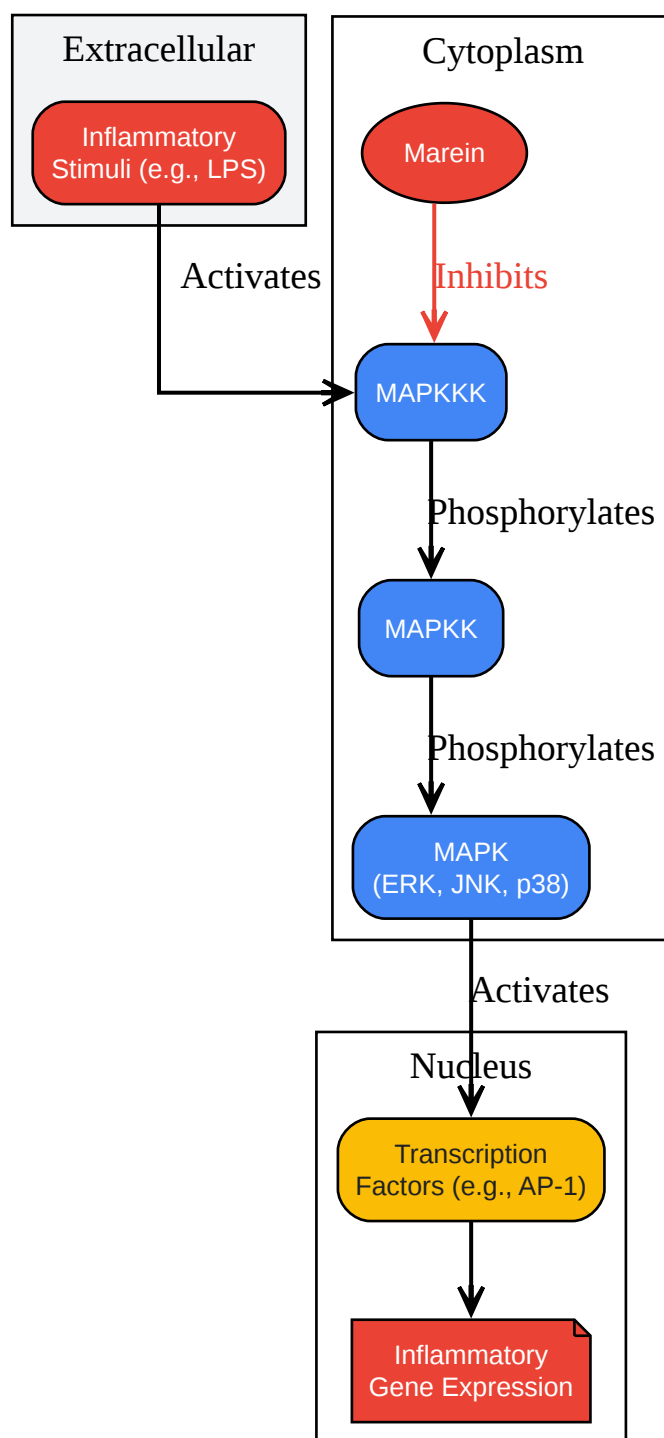 Extracellular
Inflammatory
Stimuli (e.g., LPS)
Activates
Cytoplasm
Marein
Inhibits
MAPKKK
Phosphorylates
MAPKK
Phosphorylates
MAPK
(ERK, JNK, p38)
Activates
Nucleus
Transcription
Factors (e.g., AP-1)
Inflammatory
Gene Expression